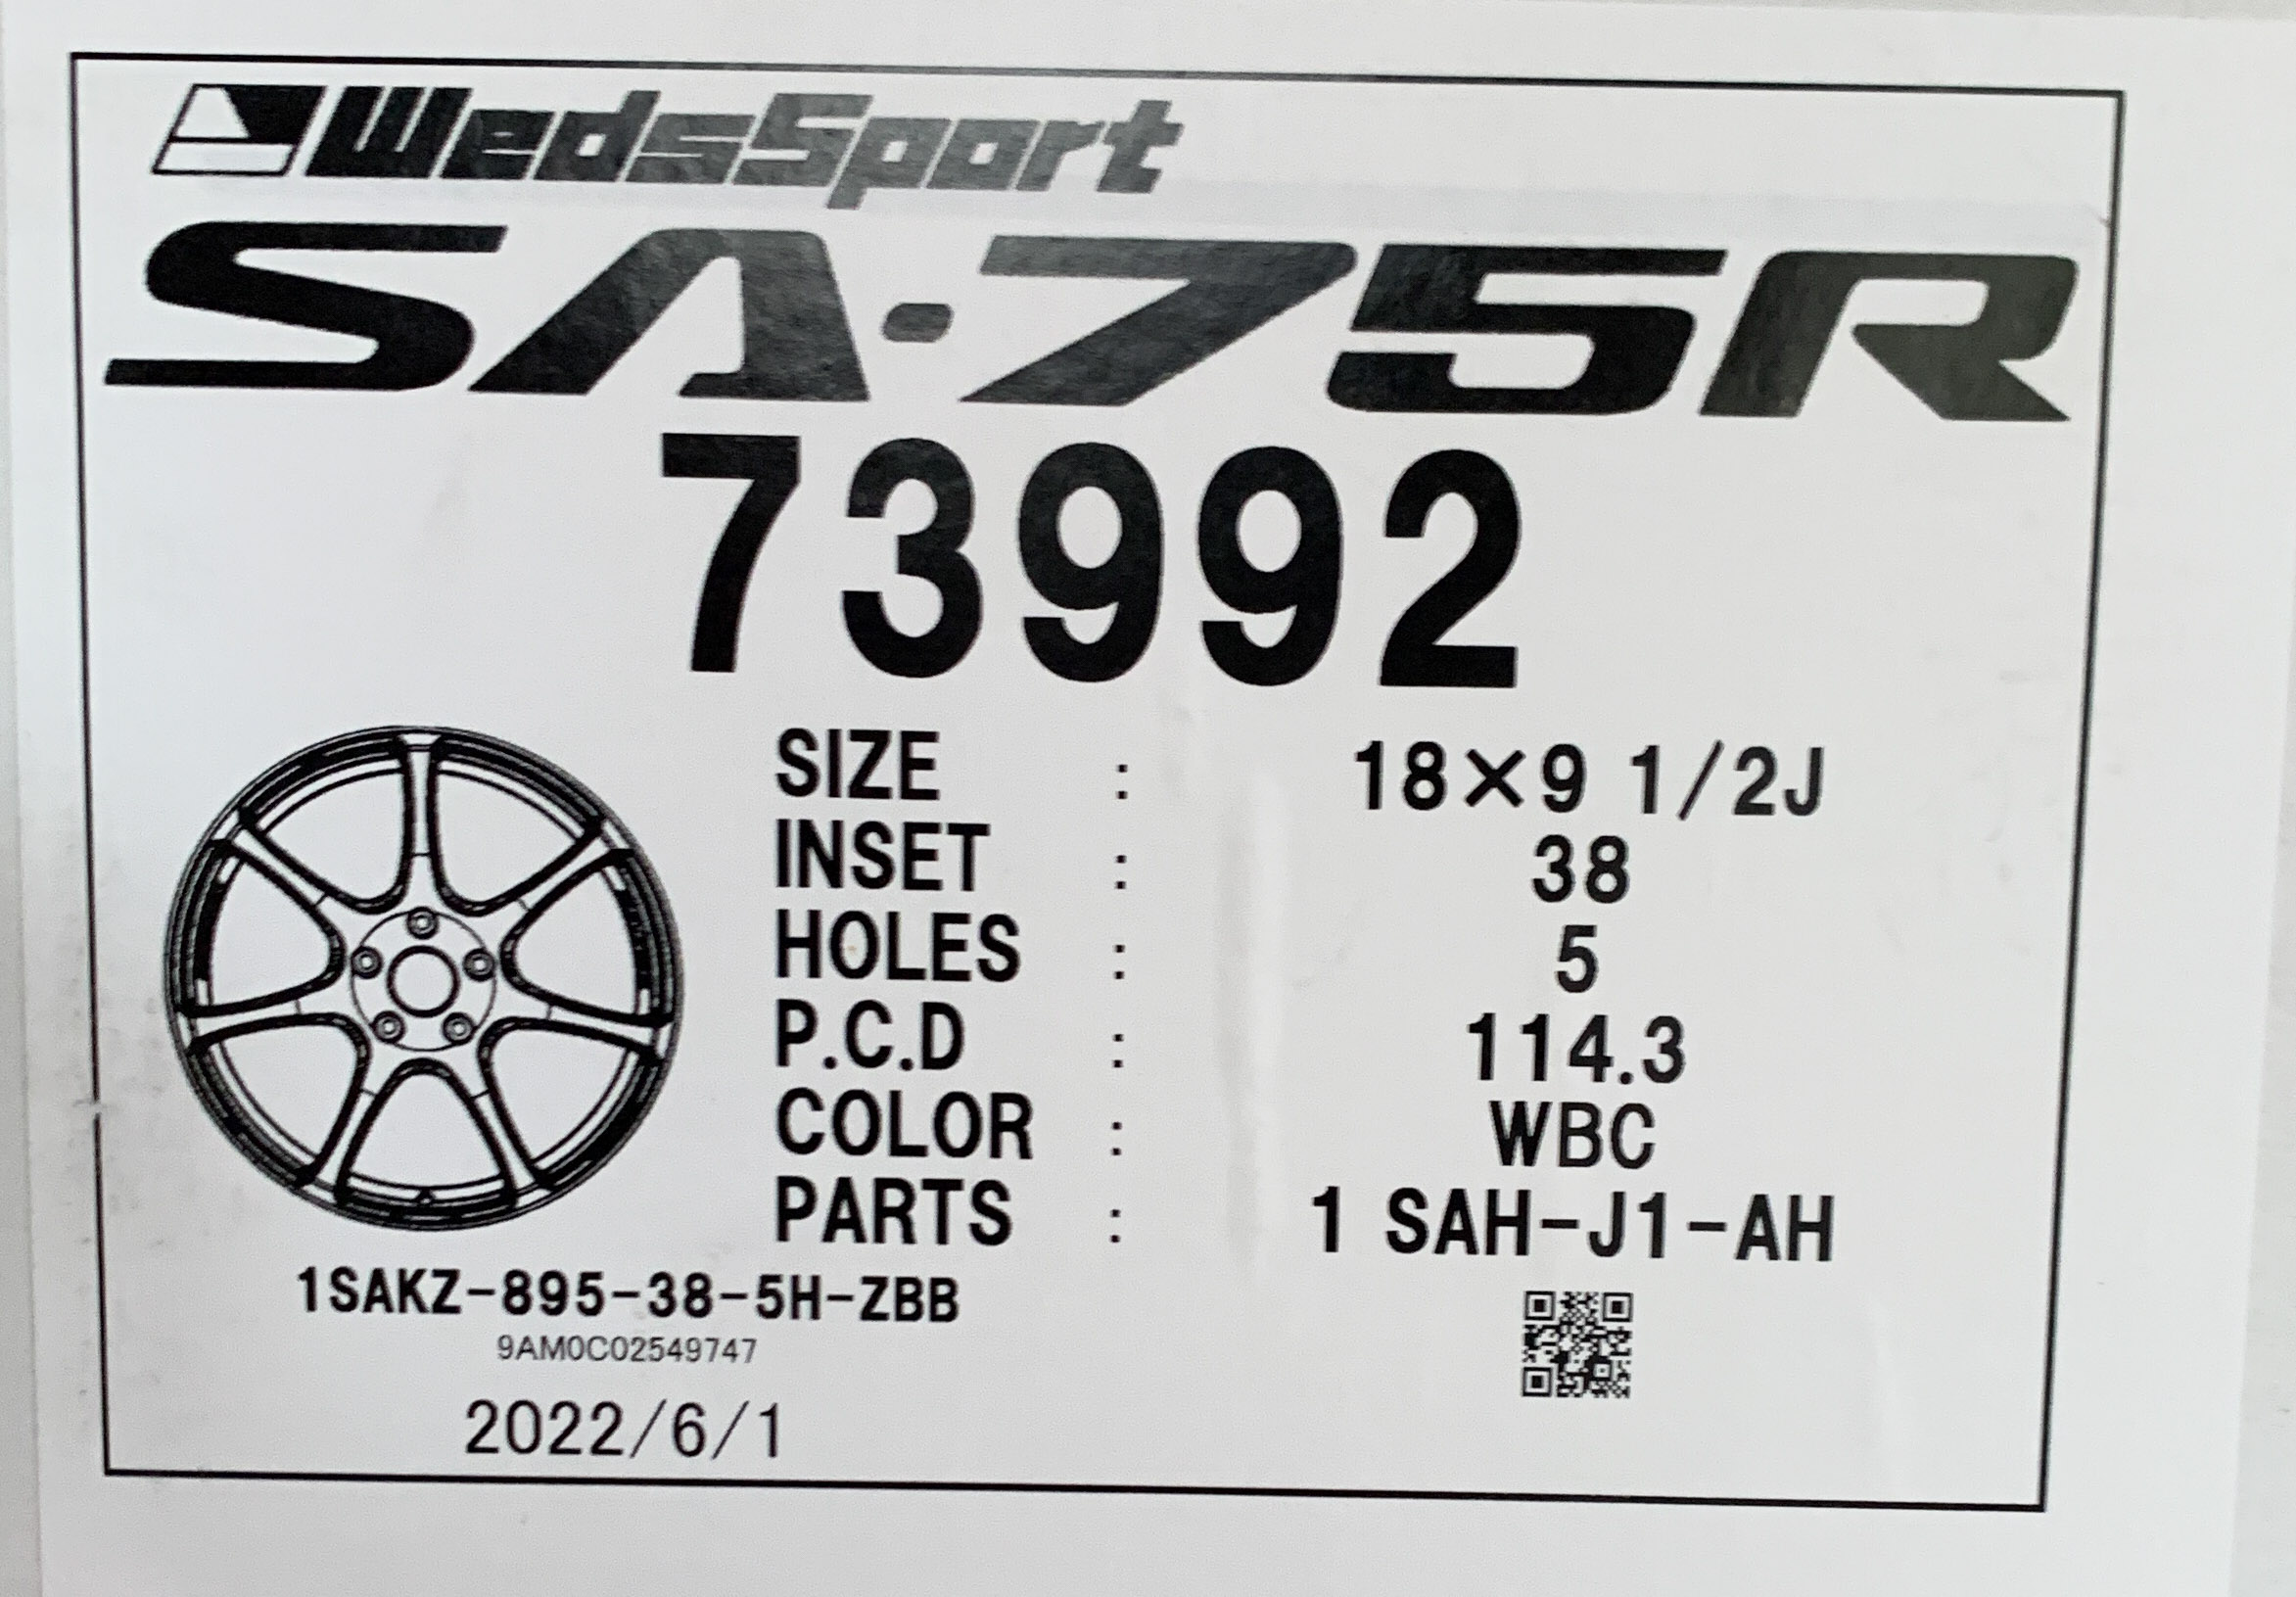 WedsSport
SA-75R
73992
SIZE : 18×9 1/2J
INSET : 38
HOLES : 5
P.C.D : 114.3
COLOR : WBC
PARTS : 1 SAH-J1-AH
1SAKZ-895-38-5H-ZBB
9AM0C02549747
2022/6/1